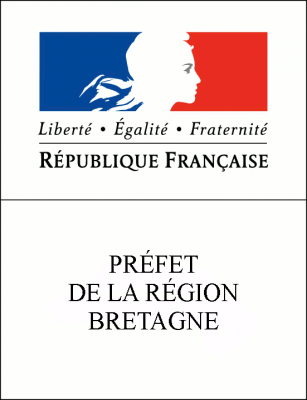 Liberté • Égalité • Fraternité
RÉPUBLIQUE FRANÇAISE
PRÉFET
DE LA RÉGION
BRETAGNE